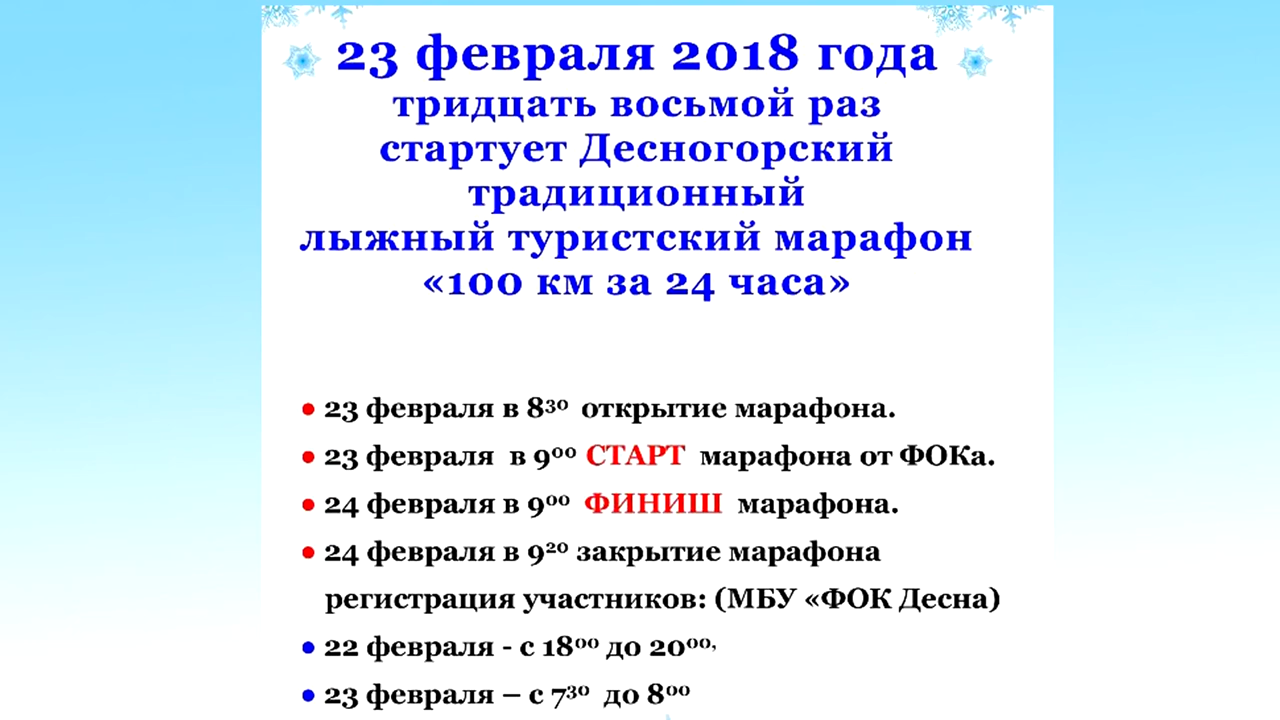 23 февраля 2018 года
тридцать восьмой раз
стартует Десногорский
традиционный
лыжный туристский марафон
«100 км за 24 часа»
● 23 февраля в 8³⁰ открытие марафона.
● 23 февраля в 9⁰⁰ СТАРТ марафона от ФОКа.
● 24 февраля в 9⁰⁰ ФИНИШ марафона.
● 24 февраля в 9²⁰ закрытие марафона
регистрация участников: (МБУ «ФОК Десна)
● 22 февраля - с 18⁰⁰ до 20⁰⁰,
● 23 февраля – с 7³⁰ до 8⁰⁰